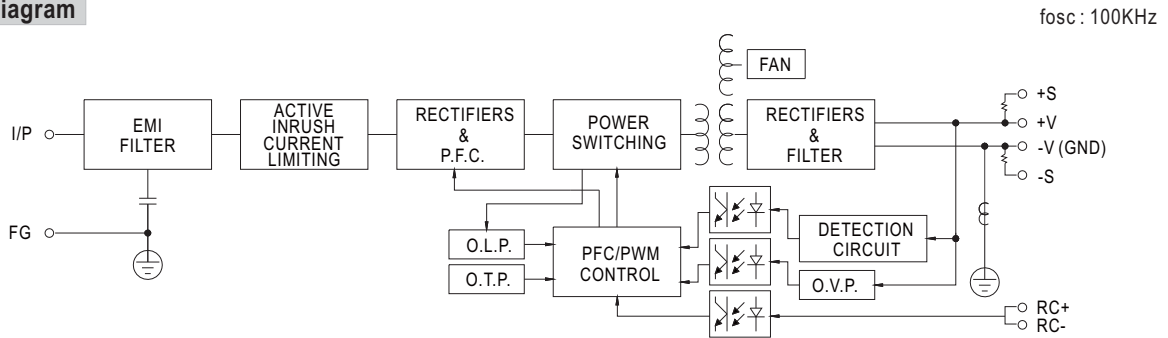 iagram
fosc : 100KHz
FAN
I/P
EMI
FILTER
ACTIVE
INRUSH
CURRENT
LIMITING
RECTIFIERS
&
P.F.C.
POWER
SWITCHING
RECTIFIERS
&
FILTER
+S
+V
-V (GND)
-S
FG
O.L.P.
O.T.P.
PFC/PWM
CONTROL
DETECTION
CIRCUIT
O.V.P.
RC+
RC-